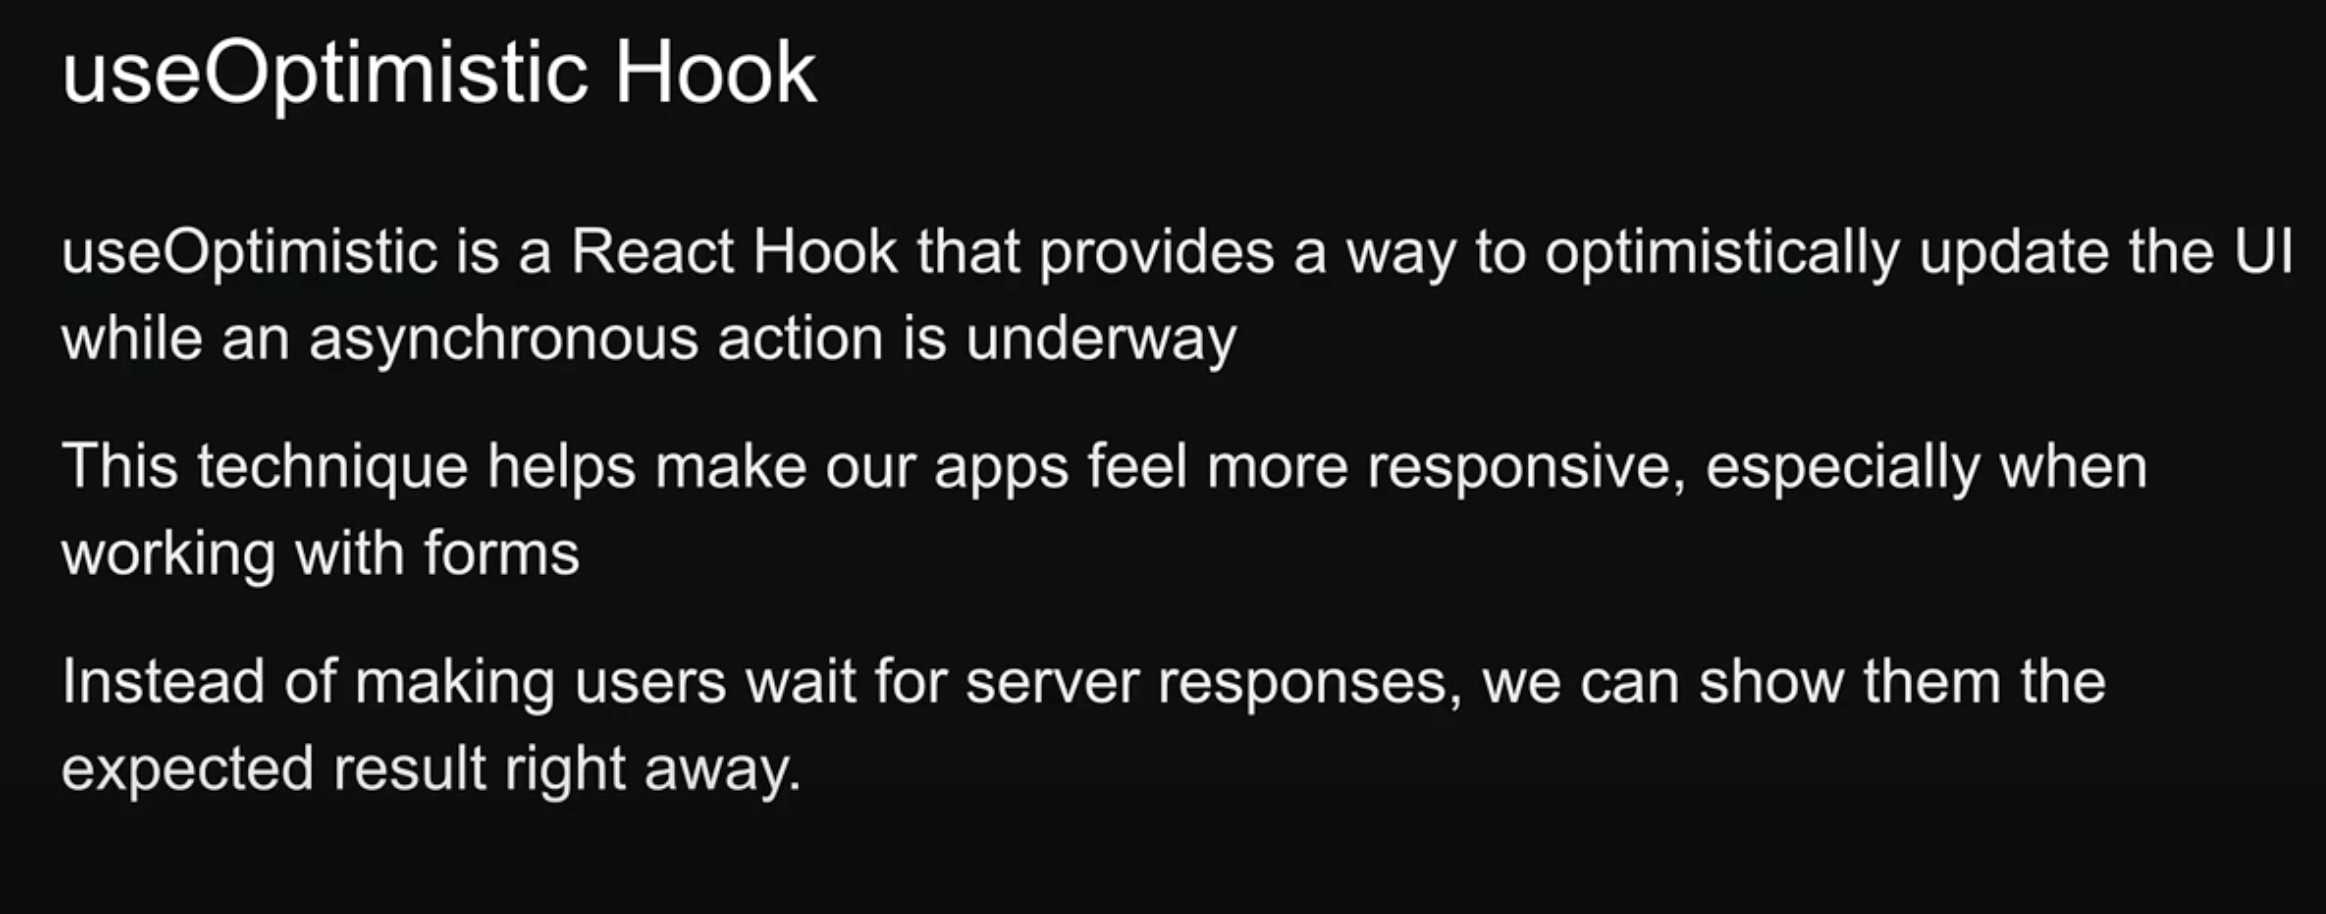 useOptimistic Hook
useOptimistic is a React Hook that provides a way to optimistically update the UI
while an asynchronous action is underway
This technique helps make our apps feel more responsive, especially when
working with forms
Instead of making users wait for server responses, we can show them the
expected result right away.